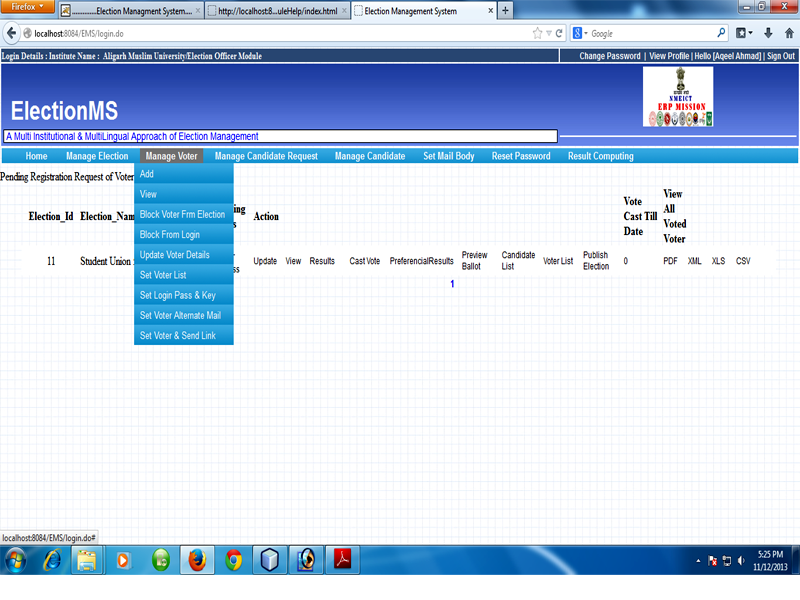 Firefox
..............Election Managment System....
http://localhost:8...uleHelp/index.html
Election Management System
localhost:8084/EMS/login.do
Google
Login Details : Institute Name : Aligarh Muslim University/Election Officer Module
Change Password | View Profile | Hello [Aqeel Ahmad] | Sign Out
ElectionMS
NMEICT
ERP MISSION
A Multi Institutional & MultiLingual Approach of Election Management
Home Manage Election Manage Voter Manage Candidate Request Manage Candidate Set Mail Body Reset Password Result Computing
Pending Registration Request of Voter
Add
View
Block Voter Frm Election
Block From Login
Update Voter Details
Set Voter List
Set Login Pass & Key
Set Voter Alternate Mail
Set Voter & Send Link
Election_Id Election_Nam
Action
Vote
Cast Till
Date
View
All
Voted
Voter
11 Student Union
Update View Results Cast Vote PreferencialResults
Preview
Ballot
Candidate
List
Voter List
Publish
Election
0 PDF XML XLS CSV
1
localhost:8084/EMS/login.do#
5:25 PM
11/12/2013